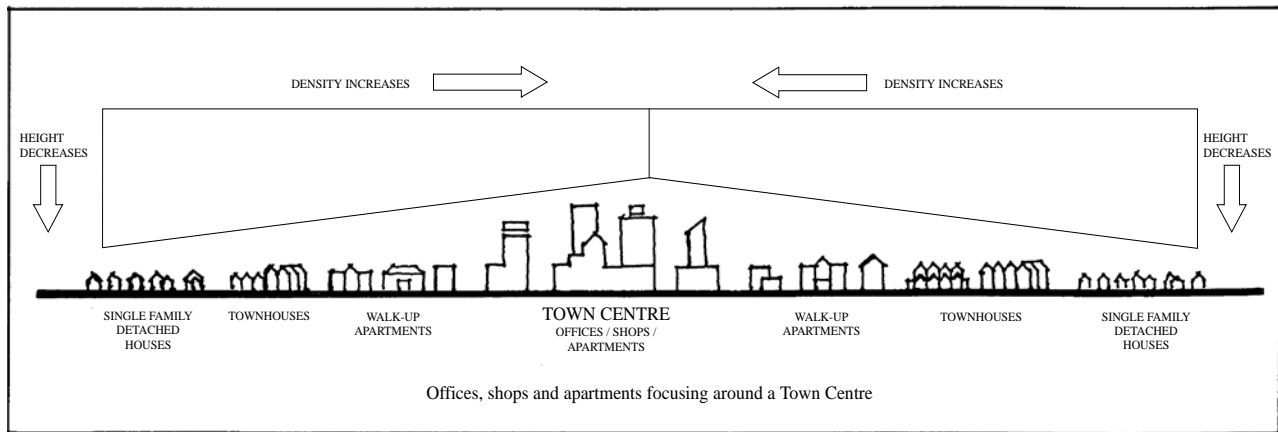 DENSITY INCREASES
DENSITY INCREASES
HEIGHT
DECREASES
HEIGHT
DECREASES
SINGLE FAMILY
DETACHED
HOUSES
TOWNHOUSES
WALK-UP
APARTMENTS
TOWN CENTRE
OFFICES / SHOPS /
APARTMENTS
WALK-UP
APARTMENTS
TOWNHOUSES
SINGLE FAMILY
DETACHED
HOUSES
Offices, shops and apartments focusing around a Town Centre